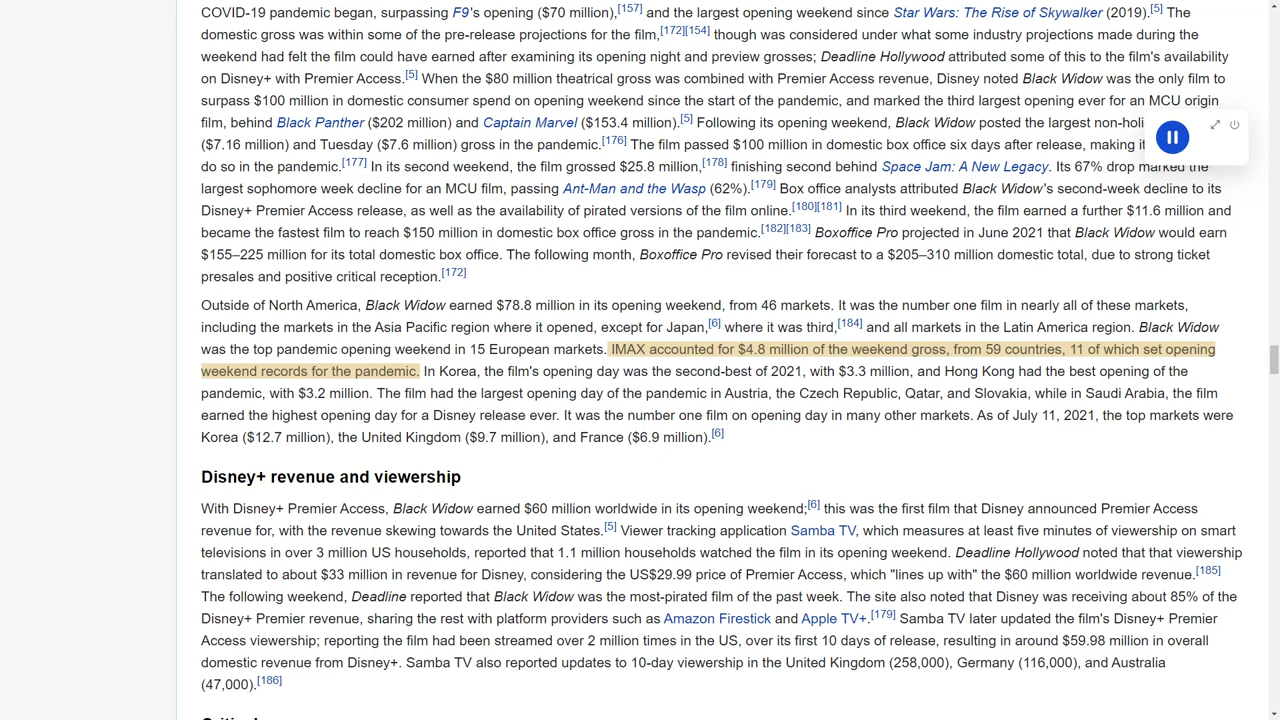 COVID-19 pandemic began, surpassing F9's opening ($70 million),[157] and the largest opening weekend since Star Wars: The Rise of Skywalker (2019).[5] The
domestic gross was within some of the pre-release projections for the film,[172][154] though was considered under what some industry projections made during the
weekend had felt the film could have earned after examining its opening night and preview grosses; Deadline Hollywood attributed some of this to the film's availability
on Disney+ with Premier Access.[5] When the $80 million theatrical gross was combined with Premier Access revenue, Disney noted Black Widow was the only film to
surpass $100 million in domestic consumer spend on opening weekend since the start of the pandemic, and marked the third largest opening ever for an MCU origin
film, behind Black Panther ($202 million) and Captain Marvel ($153.4 million).[5] Following its opening weekend, Black Widow posted the largest
($7.16 million) and Tuesday ($7.6 million) gross in the pandemic.[176] The film passed $100 million in domestic box office six days after release, making
do so in the pandemic.[177] In its second weekend, the film grossed $25.8 million,[178] finishing second behind Space Jam: A New Legacy. Its 67% drop marked the
largest sophomore week decline for an MCU film, passing Ant-Man and the Wasp (62%).[179] Box office analysts attributed Black Widow's second-week decline to its
Disney+ Premier Access release, as well as the availability of pirated versions of the film online.[180][181] In its third weekend, the film earned a further $11.6 million and
became the fastest film to reach $150 million in domestic box office gross in the pandemic.[182][183] Boxoffice Pro projected in June 2021 that Black Widow would earn
$155–225 million for its total domestic box office. The following month, Boxoffice Pro revised their forecast to a $205–310 million domestic total, due to strong ticket
presales and positive critical reception.[172]
Outside of North America, Black Widow earned $78.8 million in its opening weekend, from 46 markets. It was the number one film in nearly all of these markets,
including the markets in the Asia Pacific region where it opened, except for Japan,[6] where it was third,[184] and all markets in the Latin America region. Black Widow
was the top pandemic opening weekend in 15 European markets. IMAX accounted for $4.8 million of the weekend gross, from 59 countries, 11 of which set opening
weekend records for the pandemic. In Korea, the film's opening day was the second-best of 2021, with $3.3 million, and Hong Kong had the best opening of the
pandemic, with $3.2 million. The film had the largest opening day of the pandemic in Austria, the Czech Republic, Qatar, and Slovakia, while in Saudi Arabia, the film
earned the highest opening day for a Disney release ever. It was the number one film on opening day in many other markets. As of July 11, 2021, the top markets were
Korea ($12.7 million), the United Kingdom ($9.7 million), and France ($6.9 million).[6]
Disney+ revenue and viewership
With Disney+ Premier Access, Black Widow earned $60 million worldwide in its opening weekend;[6] this was the first film that Disney announced Premier Access
revenue for, with the revenue skewing towards the United States.[5] Viewer tracking application Samba TV, which measures at least five minutes of viewership on smart
televisions in over 3 million US households, reported that 1.1 million households watched the film in its opening weekend. Deadline Hollywood noted that that viewership
translated to about $33 million in revenue for Disney, considering the US$29.99 price of Premier Access, which "lines up with" the $60 million worldwide revenue.[185]
The following weekend, Deadline reported that Black Widow was the most-pirated film of the past week. The site also noted that Disney was receiving about 85% of the
Disney+ Premier revenue, sharing the rest with platform providers such as Amazon Firestick and Apple TV+.[179] Samba TV later updated the film's Disney+ Premier
Access viewership; reporting the film had been streamed over 2 million times in the US, over its first 10 days of release, resulting in around $59.98 million in overall
domestic revenue from Disney+. Samba TV also reported updates to 10-day viewership in the United Kingdom (258,000), Germany (116,000), and Australia
(47,000).[186]